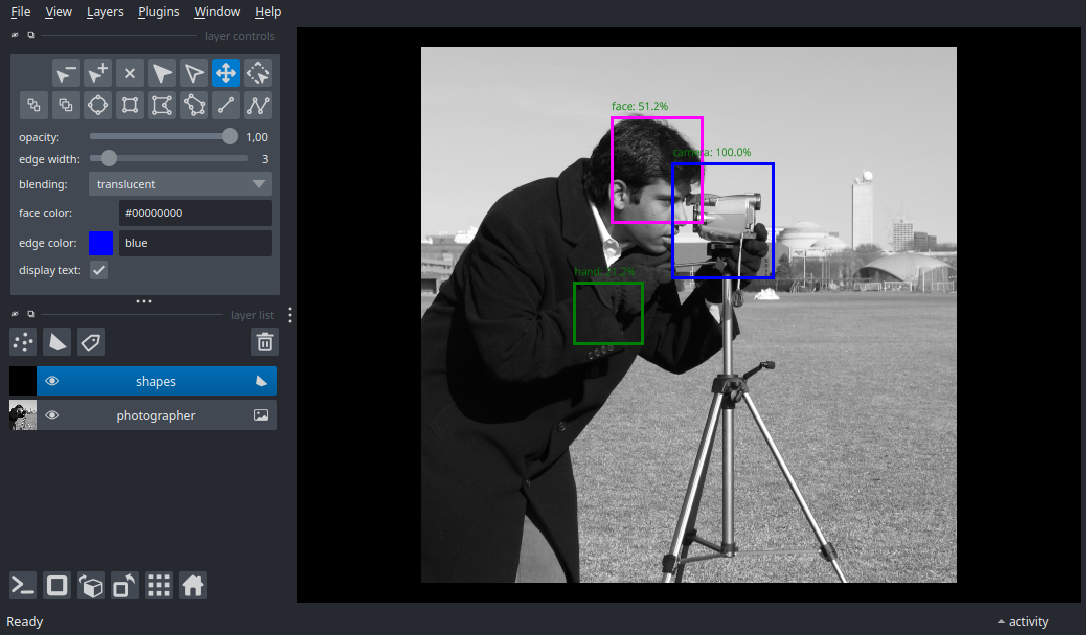 File View Layers Plugins Window Help
layer controls
opacity: 1,00
edge width: 3
blending: translucent
face color: #00000000
edge color: blue
display text:
layer list
shapes
photographer
face: 51.2%
camera: 100.0%
hand:
Ready
activity